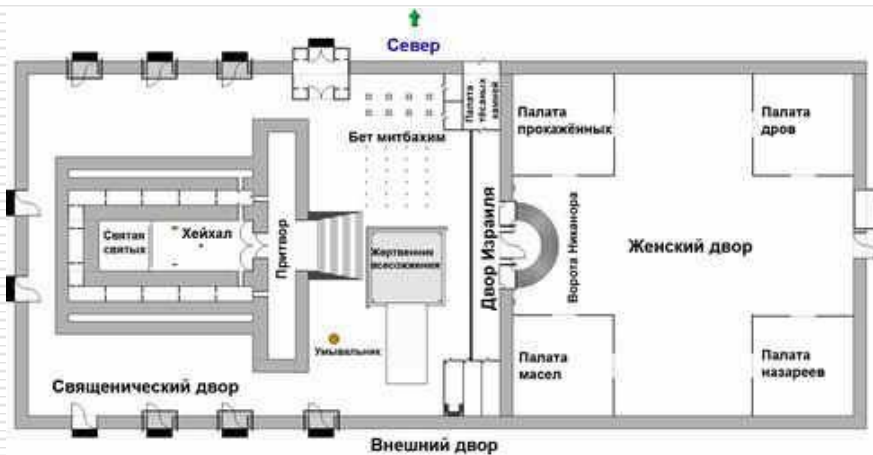 Север
Палата
тёсаных
камней
Палата
прокажённых
Палата
дров
Бет митбахим
Святая
святых
Хейхал
Притвор
Жертвенник
всесожжения
Двор Израиля
Ворота Никанора
Женский двор
Умывальник
Палата
масел
Палата
назареев
Священический двор
Внешний двор